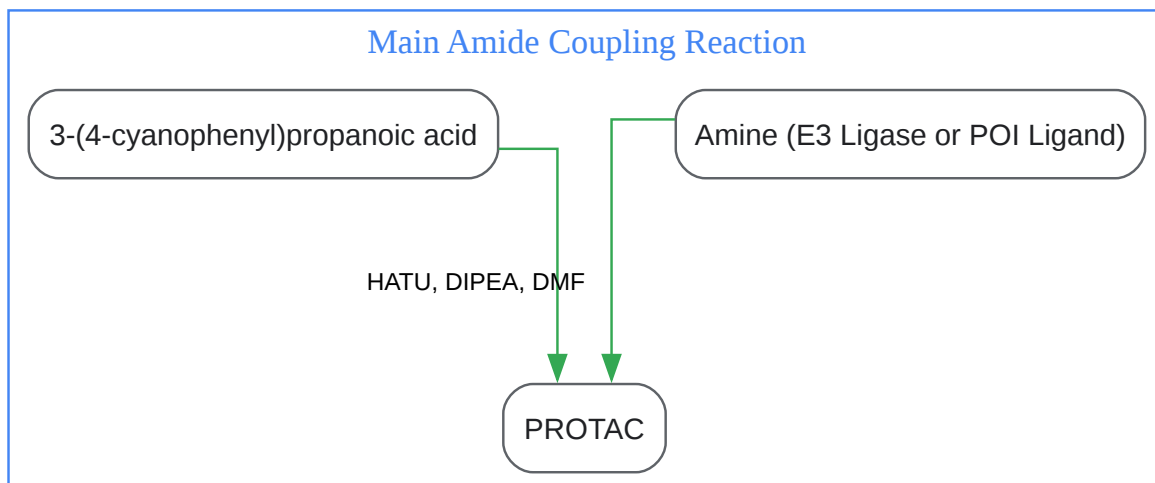 Main Amide Coupling Reaction
3-(4-cyanophenyl)propanoic acid
Amine (E3 Ligase or POI Ligand)
HATU, DIPEA, DMF
PROTAC